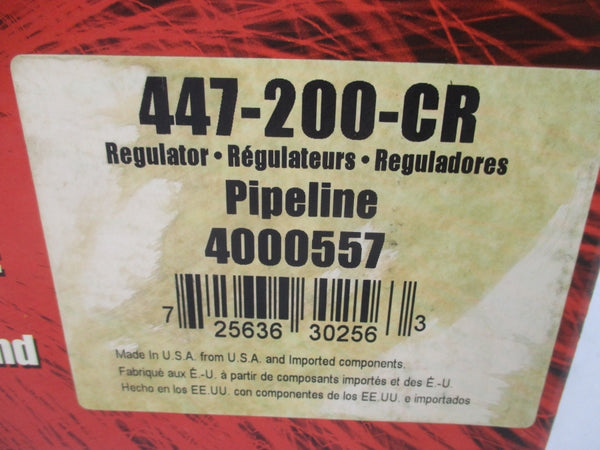 447-200-CR
Regulator • Régulateurs • Reguladores
Pipeline
4000557
7 25636 30256 3
Made In U.S.A. from U.S.A. and Imported components.
Fabriqué aux É.-U. à partir de composants importés et des É.-U.
Hecho en los EE.UU. con componentes de los EE.UU. e importados